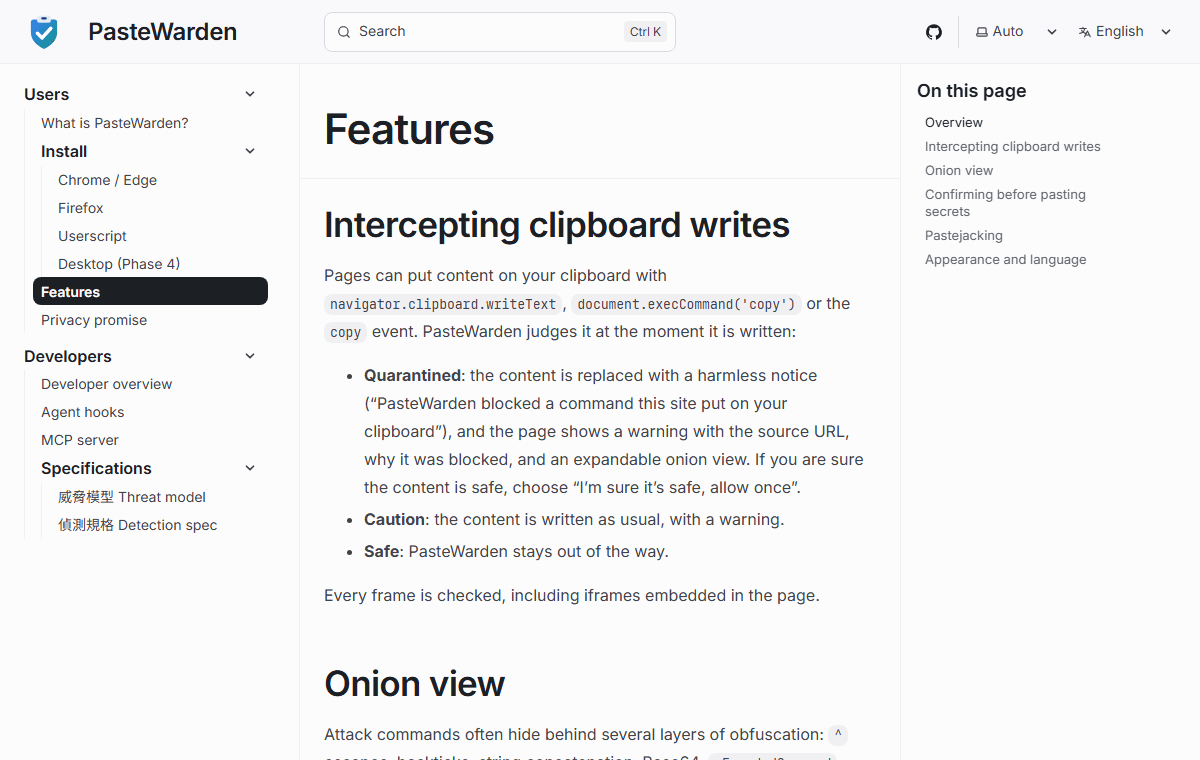 PasteWarden
Search
Ctrl K
Auto
English
Users
What is PasteWarden?
Install
Chrome / Edge
Firefox
Userscript
Desktop (Phase 4)
Features
Privacy promise
Developers
Developer overview
Agent hooks
MCP server
Specifications
威脅模型 Threat model
偵測規格 Detection spec
Features
Intercepting clipboard writes
Pages can put content on your clipboard with
navigator.clipboard.writeText, document.execCommand('copy') or the
copy event. PasteWarden judges it at the moment it is written:
Quarantined: the content is replaced with a harmless notice
(“PasteWarden blocked a command this site put on your
clipboard”), and the page shows a warning with the source URL,
why it was blocked, and an expandable onion view. If you are sure
the content is safe, choose “I’m sure it’s safe, allow once”.
Caution: the content is written as usual, with a warning.
Safe: PasteWarden stays out of the way.
Every frame is checked, including iframes embedded in the page.
Onion view
Attack commands often hide behind several layers of obfuscation: ^
On this page
Overview
Intercepting clipboard writes
Onion view
Confirming before pasting
secrets
Pastejacking
Appearance and language